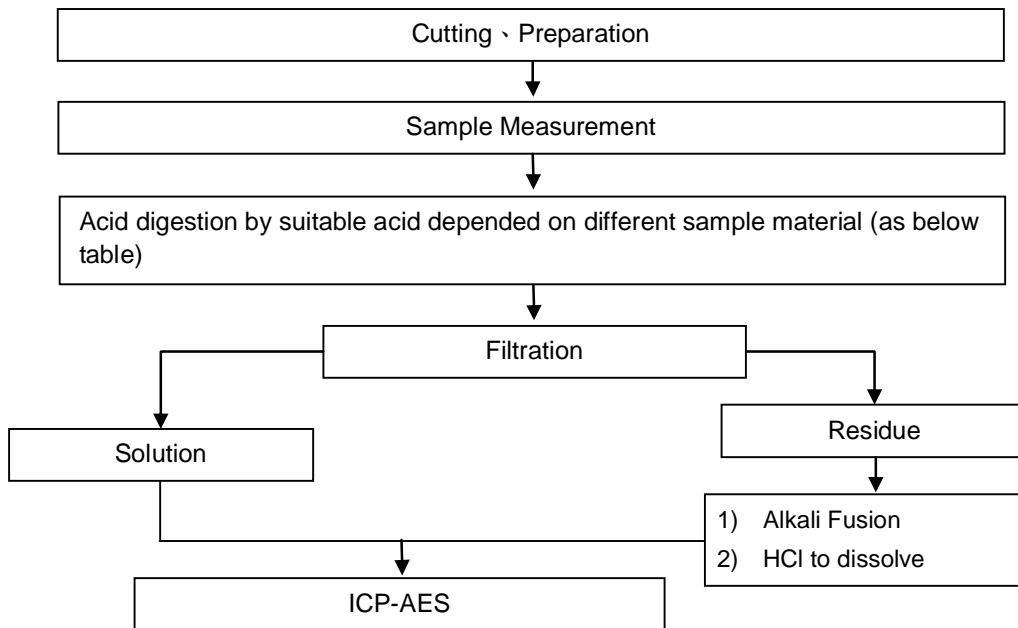 Cutting、Preparation
Sample Measurement
Acid digestion by suitable acid depended on different sample material (as below
table)
Filtration
Solution
Residue
1) Alkali Fusion
2) HCl to dissolve
ICP-AES